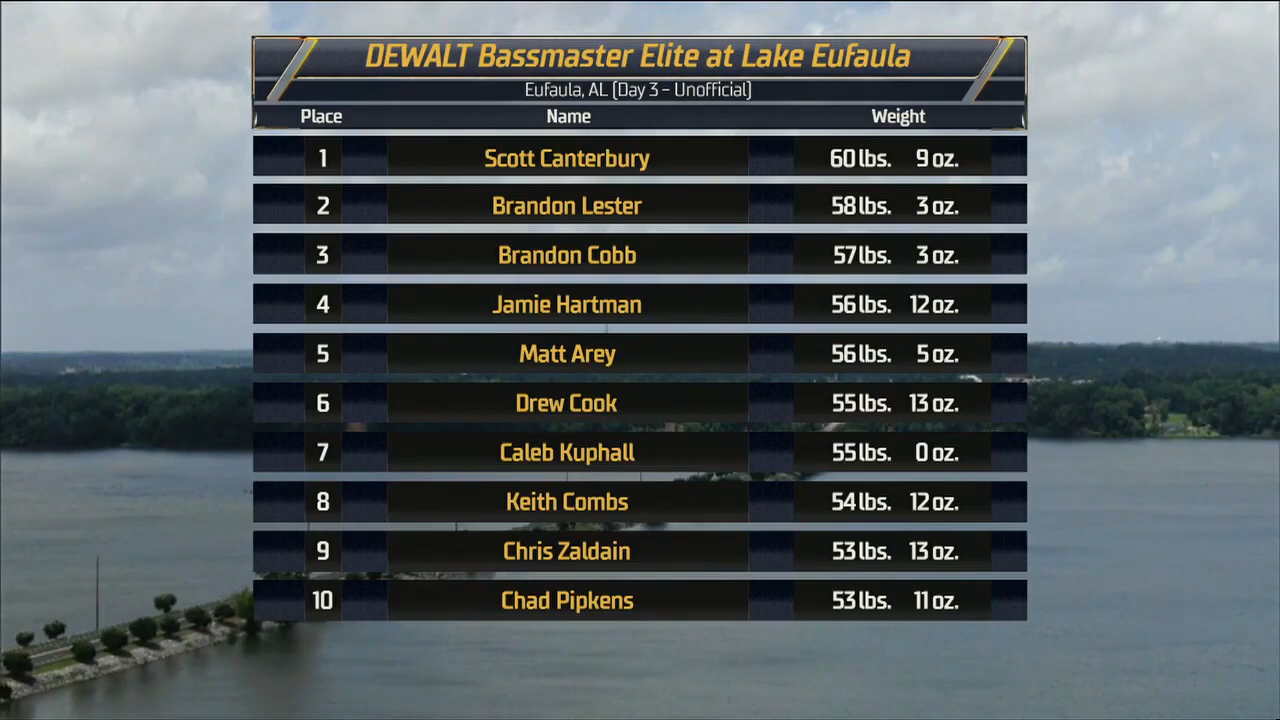 DEWALT Bassmaster Elite at Lake Eufaula
Eufaula, AL (Day 3 - Unofficial)
Place Name Weight
1 Scott Canterbury 60 lbs. 9 oz.
2 Brandon Lester 58 lbs. 3 oz.
3 Brandon Cobb 57 lbs. 3 oz.
4 Jamie Hartman 56 lbs. 12 oz.
5 Matt Arey 56 lbs. 5 oz.
6 Drew Cook 55 lbs. 13 oz.
7 Caleb Kuphall 55 lbs. 0 oz.
8 Keith Combs 54 lbs. 12 oz.
9 Chris Zaldain 53 lbs. 13 oz.
10 Chad Pipkens 53 lbs. 11 oz.